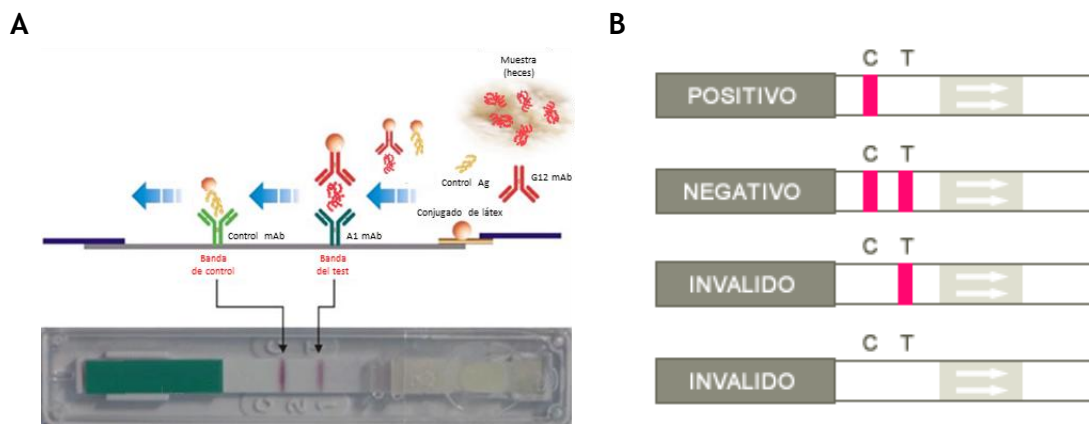 A
Muestra
(heces)
Control Ag
G12 mAb
Conjugado de látex
Control mAb
A1 mAb
Banda
de control
Banda
del test
B
C T
POSITIVO
C T
NEGATIVO
C T
INVALIDO
C T
INVALIDO